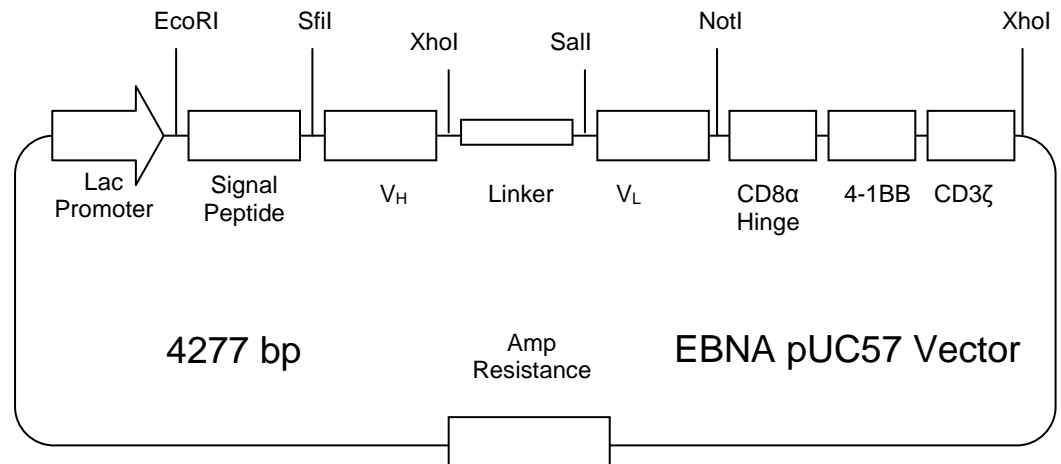 EcoRI
SfiI
XhoI
SalI
NotI
XhoI
Lac
Promoter
Signal
Peptide
VH
Linker
VL
CD8α
Hinge
4-1BB
CD3ζ
4277 bp
Amp
Resistance
EBNA pUC57 Vector